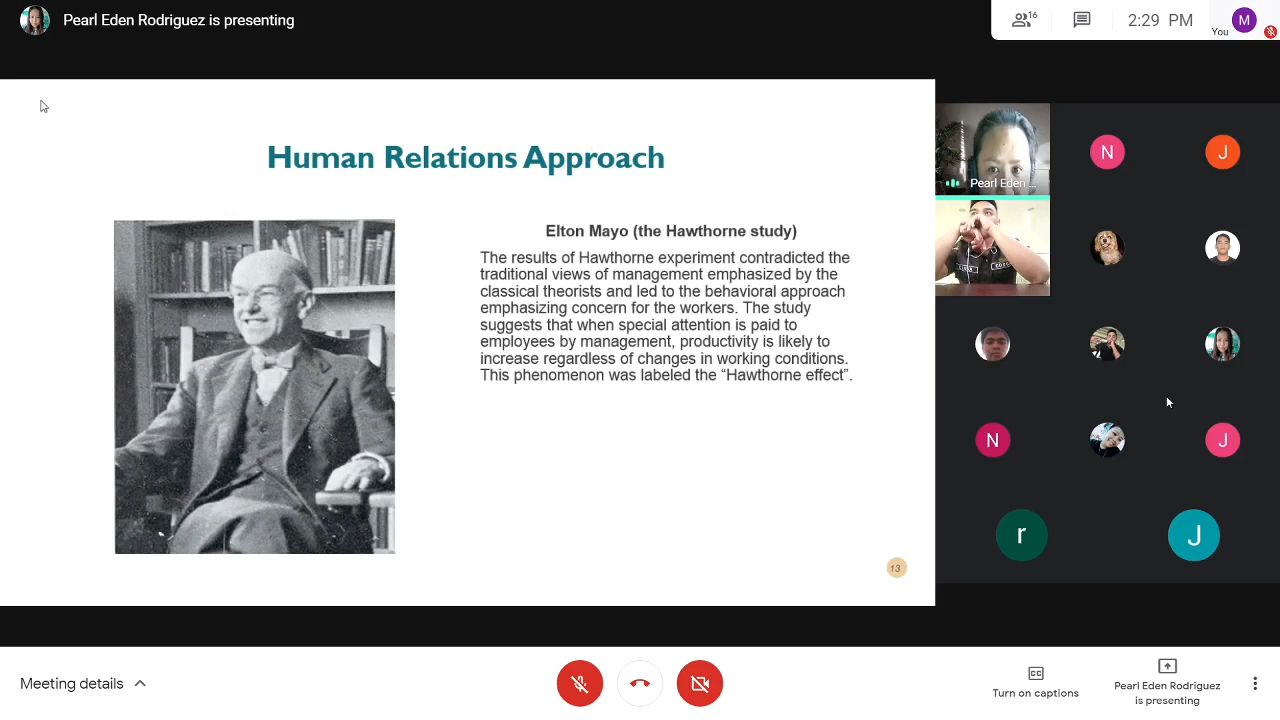 Pearl Eden Rodriguez is presenting
16
2:29 PM
You
M
Human Relations Approach
Elton Mayo (the Hawthorne study)
The results of Hawthorne experiment contradicted the
traditional views of management emphasized by the
classical theorists and led to the behavioral approach
emphasizing concern for the workers. The study
suggests that when special attention is paid to
employees by management, productivity is likely to
increase regardless of changes in working conditions.
This phenomenon was labeled the “Hawthorne effect”.
13
Pearl Eden ...
N
J
N
J
r
J
Meeting details
CC
Turn on captions
Pearl Eden Rodriguez
is presenting